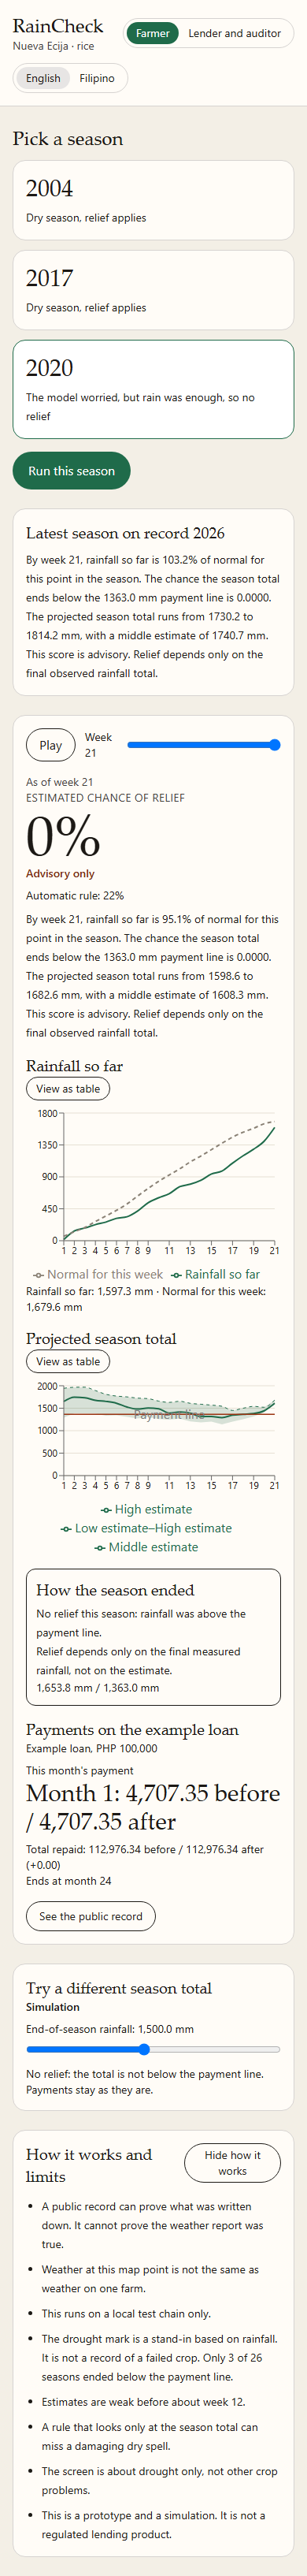 RainCheck
Nueva Ecija · rice
Farmer
Lender and auditor
English
Filipino
Pick a season
2004
Dry season, relief applies
2017
Dry season, relief applies
2020
The model worried, but rain was enough, so no
relief
Run this season
Latest season on record 2026
By week 21, rainfall so far is 103.2% of normal for
this point in the season. The chance the season total
ends below the 1363.0 mm payment line is 0.0000.
The projected season total runs from 1730.2 to
1814.2 mm, with a middle estimate of 1740.7 mm.
This score is advisory. Relief depends only on the
final observed rainfall total.
Play
Week
21
As of week 21
ESTIMATED CHANCE OF RELIEF
0%
Advisory only
Automatic rule: 22%
By week 21, rainfall so far is 95.1% of normal for this
point in the season. The chance the season total
ends below the 1363.0 mm payment line is 0.0000.
The projected season total runs from 1598.6 to
1682.6 mm, with a middle estimate of 1608.3 mm.
This score is advisory. Relief depends only on the
final observed rainfall total.
Rainfall so far
View as table
1800
1350
900
450
0
1 2 3 4 5 6 7 8 9 11 13 15 17 19 21
Normal for this week Rainfall so far
Rainfall so far: 1,597.3 mm · Normal for this week:
1,679.6 mm
Projected season total
View as table
2000
1500
Payment line
1000
500
0
1 2 3 4 5 6 7 8 9 11 13 15 17 19 21
High estimate
Low estimate–High estimate
Middle estimate
How the season ended
No relief this season: rainfall was above the
payment line.
Relief depends only on the final measured
rainfall, not on the estimate.
1,653.8 mm / 1,363.0 mm
Payments on the example loan
Example loan, PHP 100,000
This month's payment
Month 1: 4,707.35 before
/ 4,707.35 after
Total repaid: 112,976.34 before / 112,976.34 after
(+0.00)
Ends at month 24
See the public record
Try a different season total
Simulation
End-of-season rainfall: 1,500.0 mm
No relief: the total is not below the payment line.
Payments stay as they are.
How it works and
limits
Hide how it
works
• A public record can prove what was written
down. It cannot prove the weather report was
true.
• Weather at this map point is not the same as
weather on one farm.
• This runs on a local test chain only.
• The drought mark is a stand-in based on rainfall.
It is not a record of a failed crop. Only 3 of 26
seasons ended below the payment line.
• Estimates are weak before about week 12.
• A rule that looks only at the season total can
miss a damaging dry spell.
• The screen is about drought only, not other crop
problems.
• This is a prototype and a simulation. It is not a
regulated lending product.